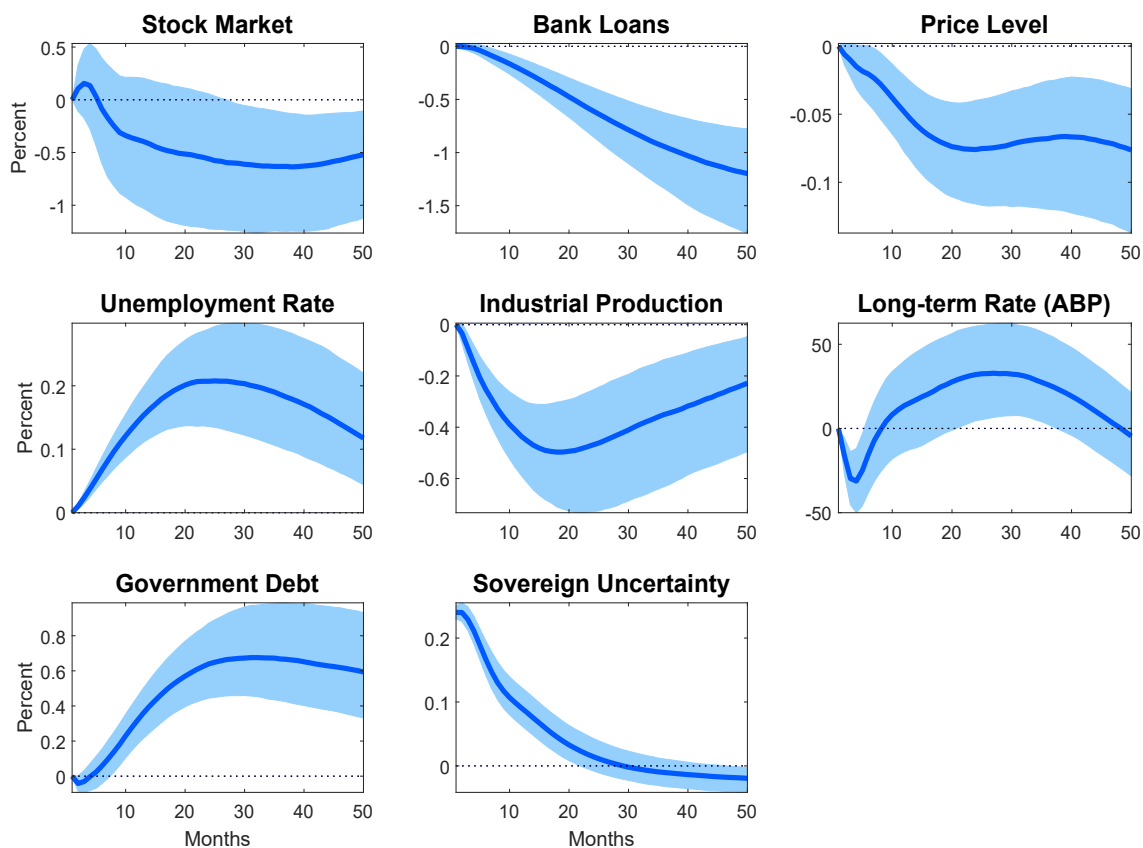 Stock Market
Bank Loans
Price Level
Percent
0.5
0
-0.5
-1
10 20 30 40 50
0
-0.5
-1
-1.5
10 20 30 40 50
0
-0.05
-0.1
10 20 30 40 50
Unemployment Rate
Industrial Production
Long-term Rate (ABP)
Percent
0.2
0.1
0
10 20 30 40 50
0
-0.2
-0.4
-0.6
10 20 30 40 50
50
0
-50
10 20 30 40 50
Government Debt
Sovereign Uncertainty
Percent
0.8
0.6
0.4
0.2
0
10 20 30 40 50
Months
0.2
0.1
0
10 20 30 40 50
Months